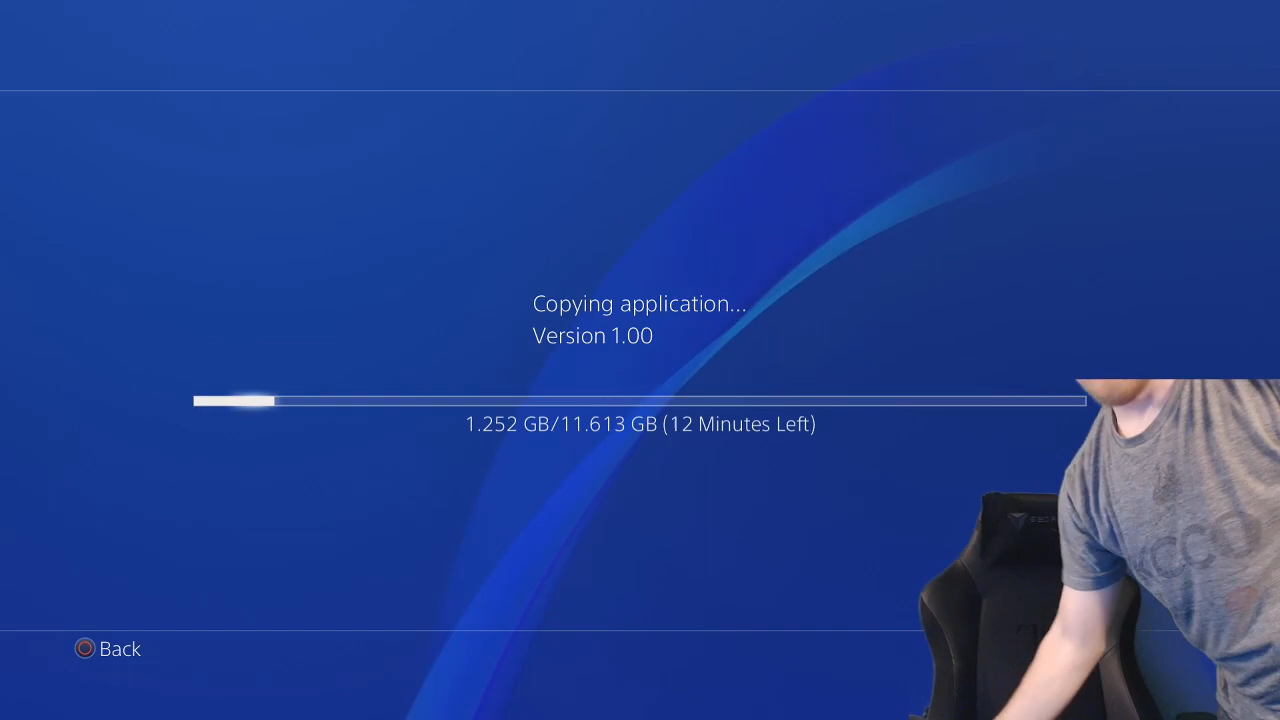 Copying application...
Version 1.00
1.252 GB/11.613 GB (12 Minutes Left)
Back